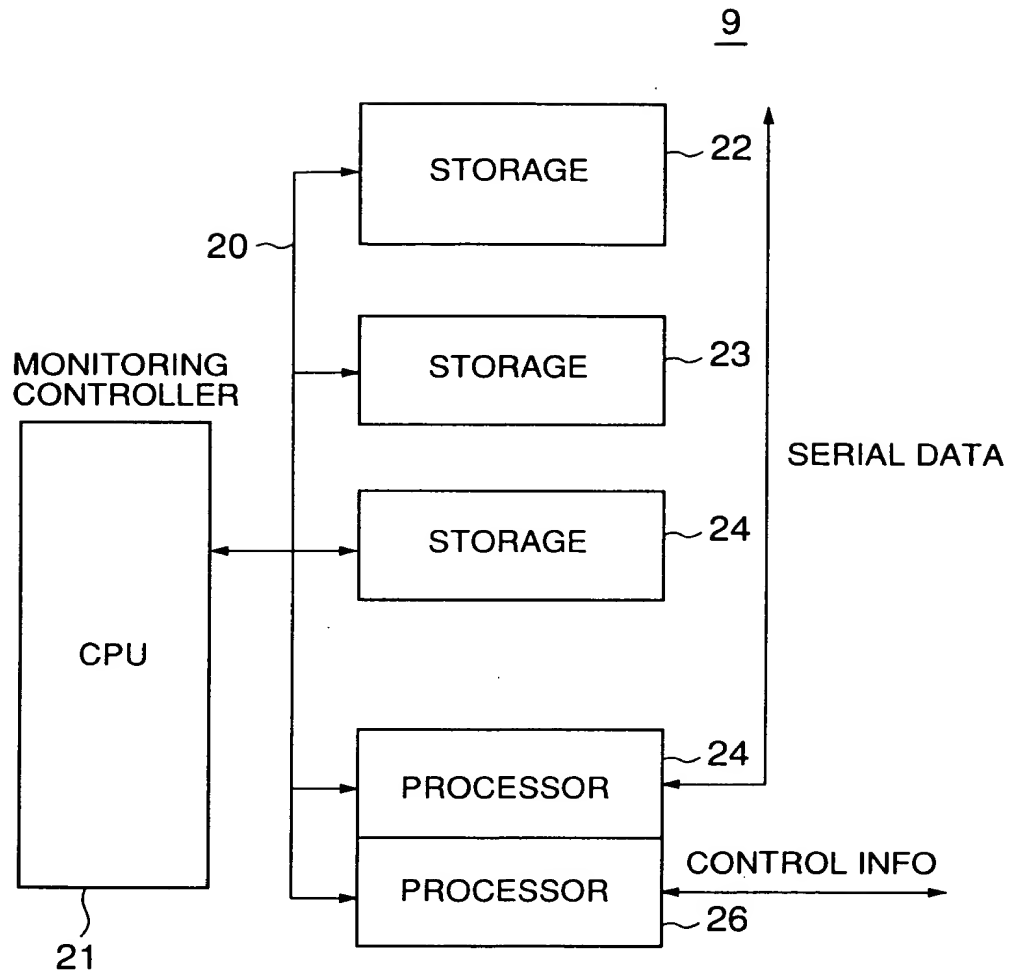 9
STORAGE
22
20
STORAGE
23
MONITORING
CONTROLLER
SERIAL DATA
STORAGE
24
CPU
PROCESSOR
24
CONTROL INFO
PROCESSOR
26
21